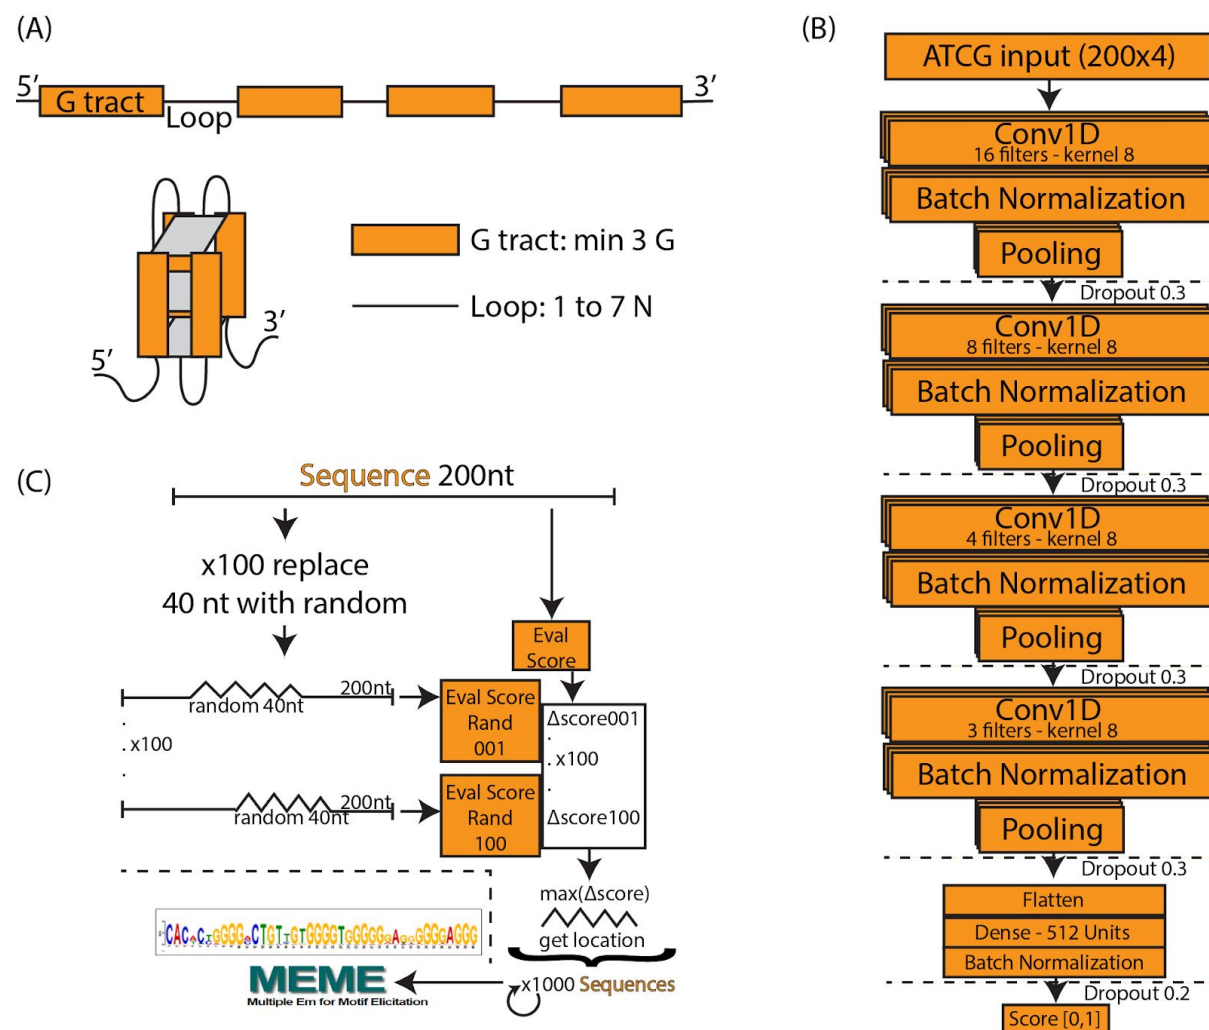 (A)
5′
G tract
Loop
3′
G tract: min 3 G
Loop: 1 to 7 N
5′
3′
(B)
ATCG input (200x4)
Conv1D
16 filters - kernel 8
Batch Normalization
Pooling
Dropout 0.3
Conv1D
8 filters - kernel 8
Batch Normalization
Pooling
Dropout 0.3
Conv1D
4 filters - kernel 8
Batch Normalization
Pooling
Dropout 0.3
Conv1D
3 filters - kernel 8
Batch Normalization
Pooling
Dropout 0.3
Flatten
Dense - 512 Units
Batch Normalization
Dropout 0.2
Score [0,1]
(C)
Sequence 200nt
x100 replace
40 nt with random
Eval
Score
200nt
random 40nt
. x100
200nt
random 40nt
Eval Score
Rand
001
Eval Score
Rand
100
Δscore001
. x100
Δscore100
max(Δscore)
get location
x1000 Sequences
MEME
Multiple Em for Motif Elicitation